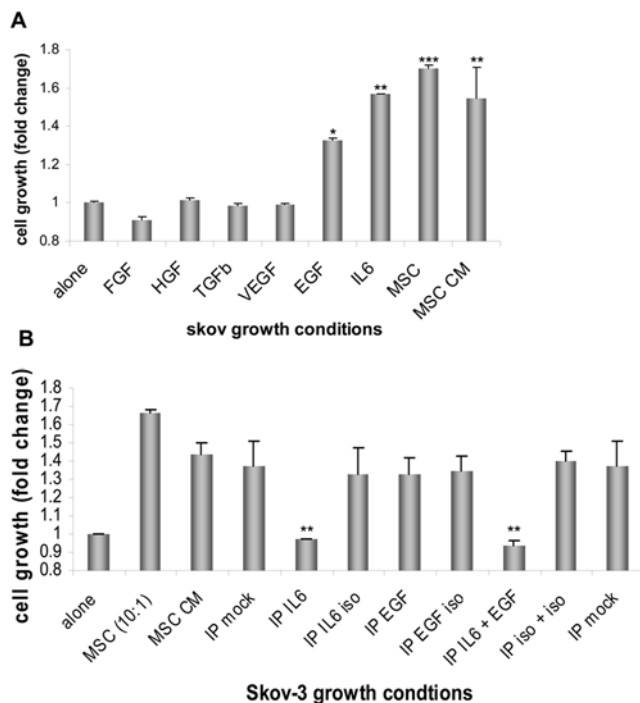 A
cell growth (fold change)
1.8
1.6
1.4
1.2
1
0.8
*
**
***
**
alone
FGF
HGF
TGFb
VEGF
EGF
IL6
MSC
MSC CM
skov growth conditions
B
cell growth (fold change)
1.8
1.7
1.6
1.5
1.4
1.3
1.2
1.1
1
0.9
0.8
**
**
alone
MSC (10:1)
MSC CM
IP mock
IP IL6
IP IL6 iso
IP EGF
IP EGF iso
IP IL6 + EGF
IP iso + iso
IP mock
Skov-3 growth condtions